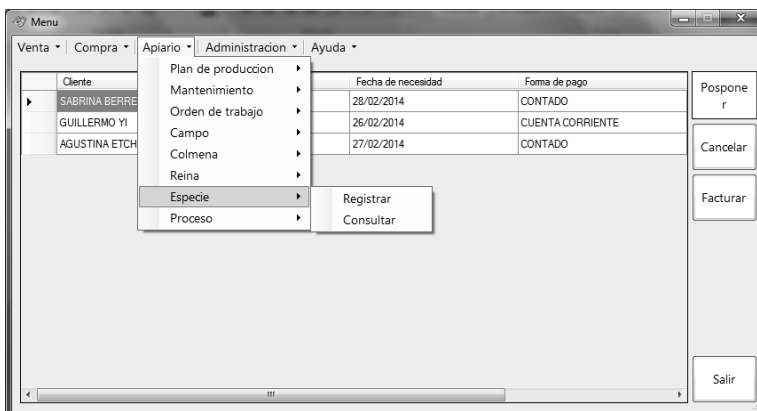 Menu
Venta Compra Apiario Administracion Ayuda
Cliente Fecha de necesidad Forma de pago
SABRINA BERRE 28/02/2014 CONTADO
GUILLERMO YI 26/02/2014 CUENTA CORRIENTE
AGUSTINA ETCH 27/02/2014 CONTADO
Plan de produccion
Mantenimiento
Orden de trabajo
Campo
Colmena
Reina
Especie
Proceso
Registrar
Consultar
Pospone
r
Cancelar
Facturar
Salir